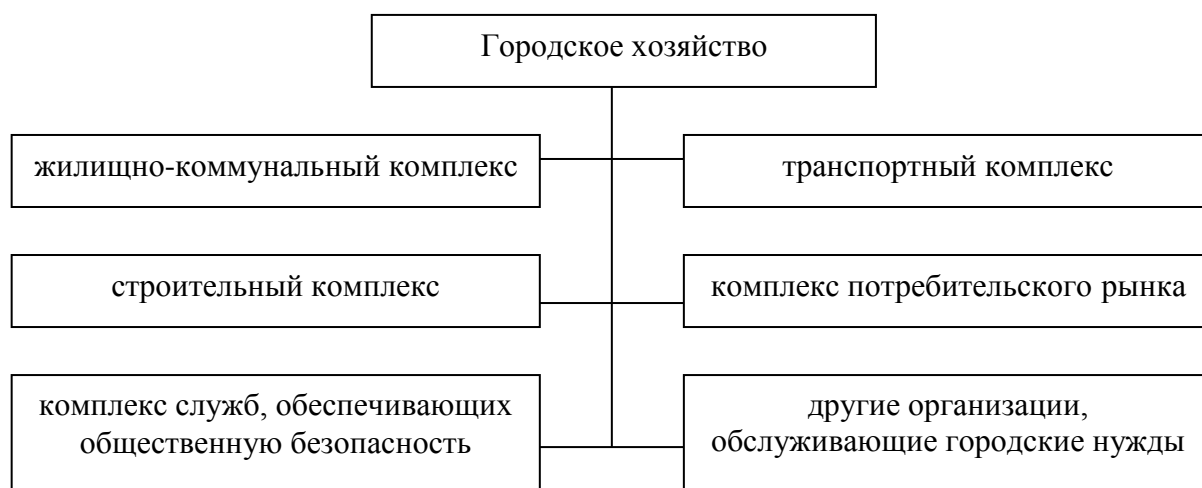 Городское хозяйство
жилищно-коммунальный комплекс
транспортный комплекс
строительный комплекс
комплекс потребительского рынка
комплекс служб, обеспечивающих
общественную безопасность
другие организации,
обслуживающие городские нужды